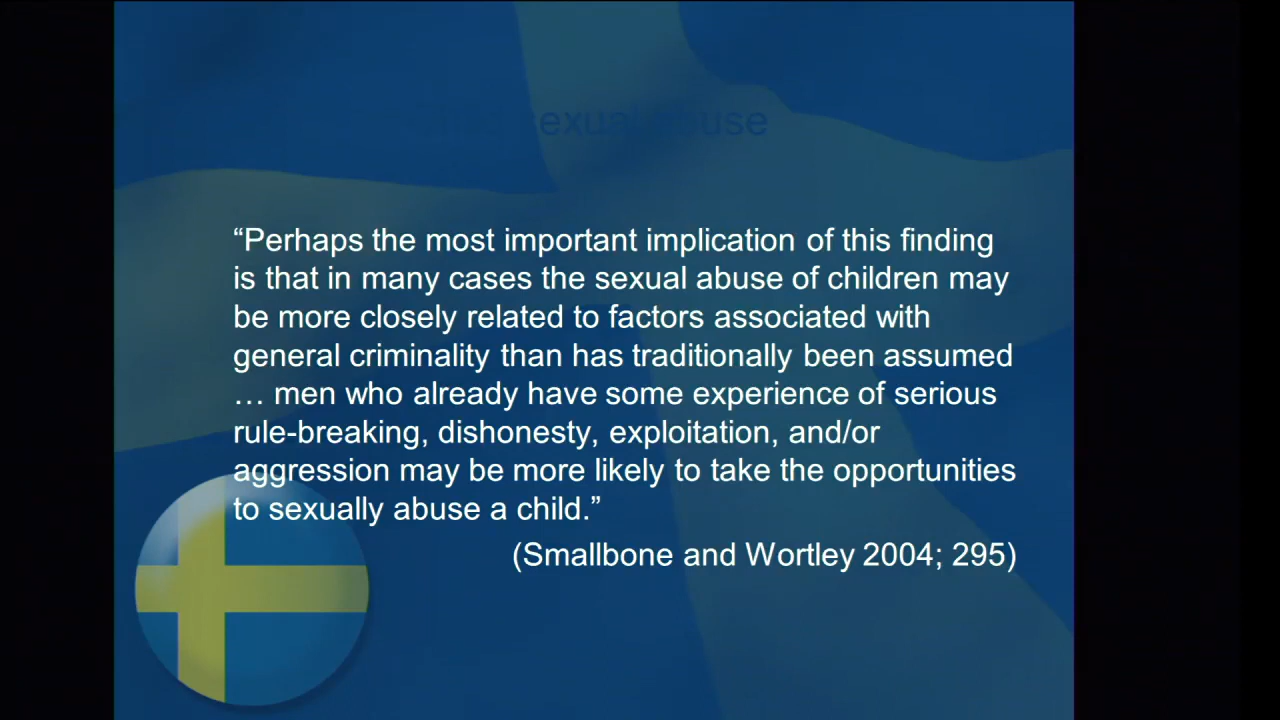 sexual abuse
“Perhaps the most important implication of this finding
is that in many cases the sexual abuse of children may
be more closely related to factors associated with
general criminality than has traditionally been assumed
… men who already have some experience of serious
rule-breaking, dishonesty, exploitation, and/or
aggression may be more likely to take the opportunities
to sexually abuse a child.”
(Smallbone and Wortley 2004; 295)